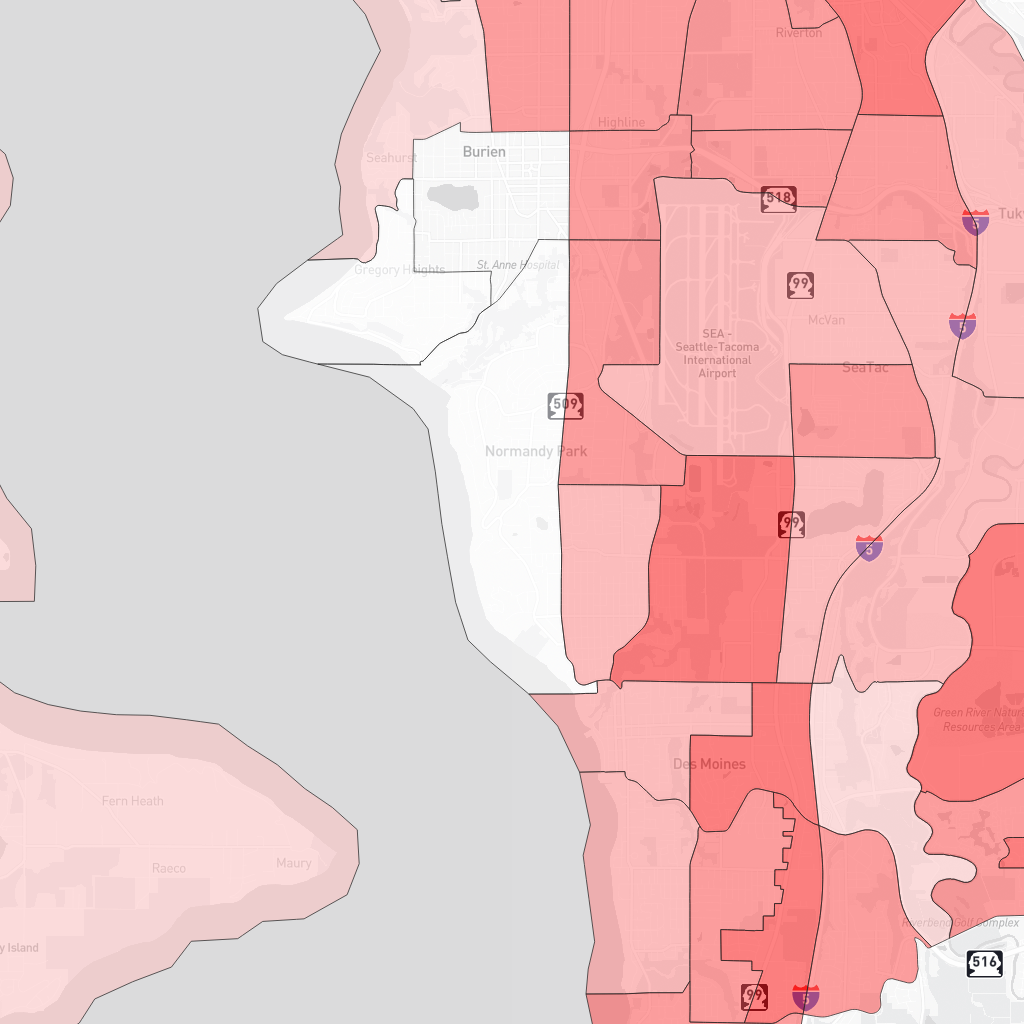 Riverton
Highline
Burien
Seahurst
518
Tuk
5
St. Anne Hospital
Gregory Heights
99
McVan
5
SEA -
Seattle-Tacoma
International
Airport
SeaTac
509
Normandy Park
99
5
Green River Natur
Resources Area
Des Moines
Fern Heath
Maury
Raeco
Riverbend Golf Complex
y Island
516
99
5